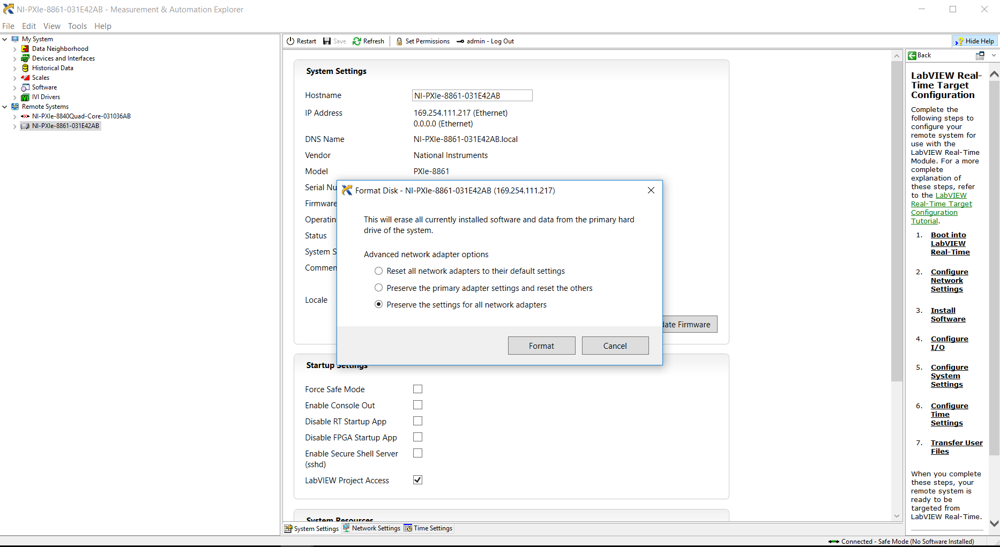 NI-PXIe-8861-031E42AB - Measurement & Automation Explorer
File Edit View Tools Help
My System
Data Neighborhood
Devices and Interfaces
Historical Data
Scales
Software
IVI Drivers
Remote Systems
NI-PXIe-8840Quad-Core-031036AB
NI-PXIe-8861-031E42AB
Restart Save Refresh Set Permissions admin - Log Out
Hide Help
System Settings
Hostname NI-PXIe-8861-031E42AB
IP Address 169.254.111.217 (Ethernet)
0.0.0.0 (Ethernet)
DNS Name NI-PXIe-8861-031E42AB.local
Vendor National Instruments
Model PXIe-8861
Serial Nu
Firmware
Operatin
Status
System S
Commen
Locale
date Firmware
Format Disk - NI-PXIe-8861-031E42AB (169.254.111.217)
This will erase all currently installed software and data from the primary hard
drive of the system.
Advanced network adapter options
Reset all network adapters to their default settings
Preserve the primary adapter settings and reset the others
Preserve the settings for all network adapters
Format Cancel
Startup Settings
Force Safe Mode
Enable Console Out
Disable RT Startup App
Disable FPGA Startup App
Enable Secure Shell Server
(sshd)
LabVIEW Project Access
System Resources
System Settings Network Settings Time Settings
Back
LabVIEW Real-
Time Target
Configuration
Complete the
following steps to
configure your
remote system for
use with the
LabVIEW Real-Time
Module. For a more
complete
explanation of
these steps, refer
to the LabVIEW
Real-Time Target
Configuration
Tutorial.
1. Boot into
LabVIEW
Real-Time
2. Configure
Network
Settings
3. Install
Software
4. Configure
I/O
5. Configure
System
Settings
6. Configure
Time
Settings
7. Transfer User
Files
When you complete
these steps, your
remote system is
ready to be
targeted from
LabVIEW Real-Time.
Connected - Safe Mode (No Software Installed)